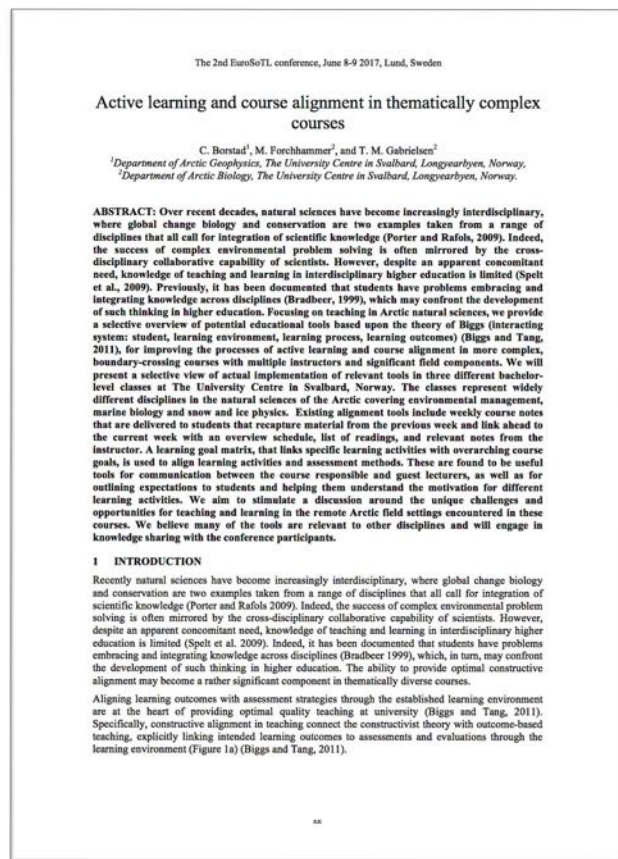 The 2nd EuroSoTL conference, June 8-9 2017, Lund, Sweden
Active learning and course alignment in thematically complex
courses
C. Borstad¹, M. Forchhammer², and T. M. Gabrielsen²
¹Department of Arctic Geophysics, The University Centre in Svalbard, Longyearbyen, Norway,
²Department of Arctic Biology, The University Centre in Svalbard, Longyearbyen, Norway.
ABSTRACT: Over recent decades, natural sciences have become increasingly interdisciplinary,
where global change biology and conservation are two examples taken from a range of
disciplines that all call for integration of scientific knowledge (Porter and Rafols, 2009). Indeed,
the success of complex environmental problem solving is often mirrored by the cross-
disciplinary collaborative capability of scientists. However, despite an apparent concomitant
need, knowledge of teaching and learning in interdisciplinary higher education is limited (Spelt
et al., 2009). Previously, it has been documented that students have problems embracing and
integrating knowledge across disciplines (Bradbeer, 1999), which may confront the development
of such thinking in higher education. Focusing on teaching in Arctic natural sciences, we provide
a selective overview of potential educational tools based upon the theory of Biggs (interacting
system: student, learning environment, learning process, learning outcomes) (Biggs and Tang,
2011), for improving the processes of active learning and course alignment in more complex,
boundary-crossing courses with multiple instructors and significant field components. We will
present a selective view of actual implementation of relevant tools in three different bachelor-
level classes at The University Centre in Svalbard, Norway. The classes represent widely
different disciplines in the natural sciences of the Arctic covering environmental management,
marine biology and snow and ice physics. Existing alignment tools include weekly course notes
that are delivered to students that recapture material from the previous week and link ahead to
the current week with an overview schedule, list of readings, and relevant notes from the
instructor. A learning goal matrix, that links specific learning activities with overarching course
goals, is used to align learning activities and assessment methods. These are found to be useful
tools for communication between the course responsible and guest lecturers, as well as for
outlining expectations to students and helping them understand the motivation for different
learning activities. We aim to stimulate a discussion around the unique challenges and
opportunities for teaching and learning in the remote Arctic field settings encountered in these
courses. We believe many of the tools are relevant to other disciplines and will engage in
knowledge sharing with the conference participants.
1 INTRODUCTION
Recently natural sciences have become increasingly interdisciplinary, where global change biology
and conservation are two examples taken from a range of disciplines that all call for integration of
scientific knowledge (Porter and Rafols 2009). Indeed, the success of complex environmental problem
solving is often mirrored by the cross-disciplinary collaborative capability of scientists. However,
despite an apparent concomitant need, knowledge of teaching and learning in interdisciplinary higher
education is limited (Spelt et al. 2009). Indeed, it has been documented that students have problems
embracing and integrating knowledge across disciplines (Bradbeer 1999), which, in turn, may confront
the development of such thinking in higher education. The ability to provide optimal constructive
alignment may become a rather significant component in thematically diverse courses.
Aligning learning outcomes with assessment strategies through the established learning environment
are at the heart of providing optimal quality teaching at university (Biggs and Tang, 2011).
Specifically, constructive alignment in teaching connect the constructivist theory with outcome-based
teaching, explicitly linking intended learning outcomes to assessments and evaluations through the
learning environment (Figure 1a) (Biggs and Tang, 2011).